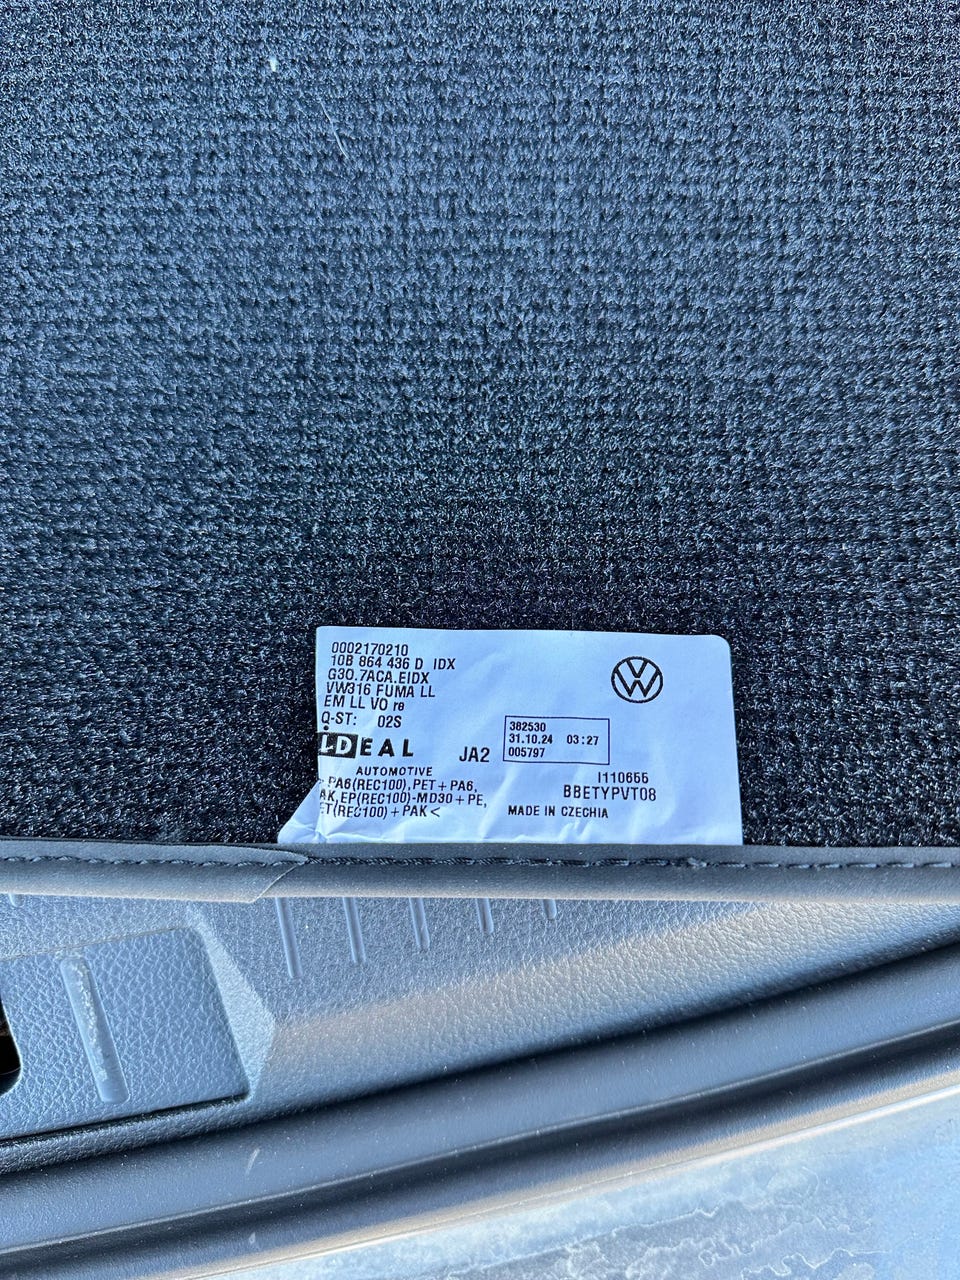 0002170210
10B 864 436 D IDX
G30.7ACA.EIDX
VW316 FUMA LL
EM LL VO re
Q-ST: 02S
IDEAL
AUTOMOTIVE
JA2
382530
31.10.24 03:27
005797
PA6(REC100), PET + PA6,
AK, EP(REC100)-MD30 + PE,
ET(REC100) + PAK <
I110655
BBETYPVT08
MADE IN CZECHIA